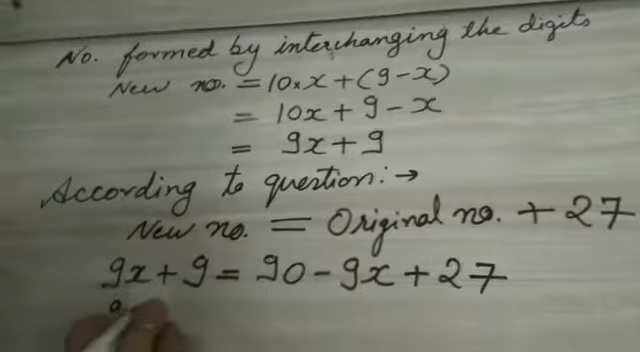 No. formed by interchanging the digits
New no. = 10×x + (9-x)
= 10x + 9 - x
= 9x + 9
According to question:→
New no. = Original no. + 27
9x + 9 = 90 - 9x + 27